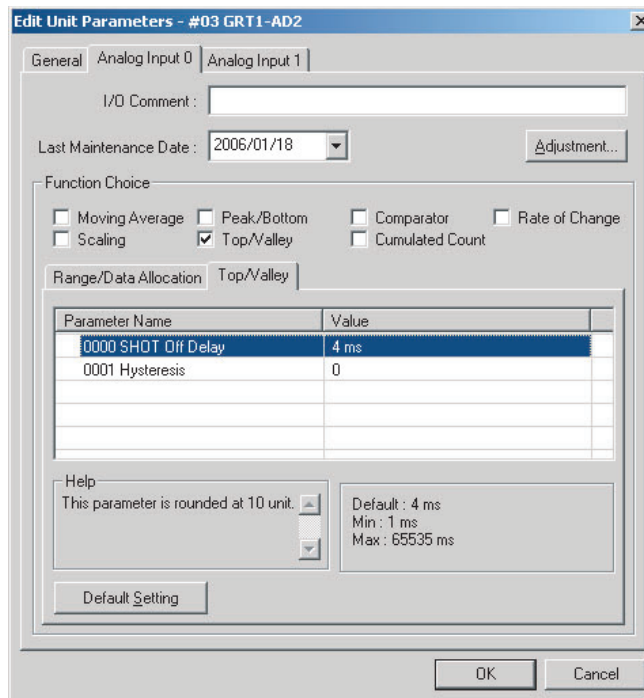 Edit Unit Parameters - #03 GRT1-AD2
General Analog Input 0 Analog Input 1
I/O Comment :
Last Maintenance Date : 2006/01/18 Adjustment...
Function Choice
Moving Average Peak/Bottom Comparator Rate of Change
Scaling Top/Valley Cumulated Count
Range/Data Allocation Top/Valley
Parameter Name Value
0000 SHOT Off Delay 4 ms
0001 Hysteresis 0
Help
This parameter is rounded at 10 unit.
Default : 4 ms
Min : 1 ms
Max : 65535 ms
Default Setting
OK Cancel